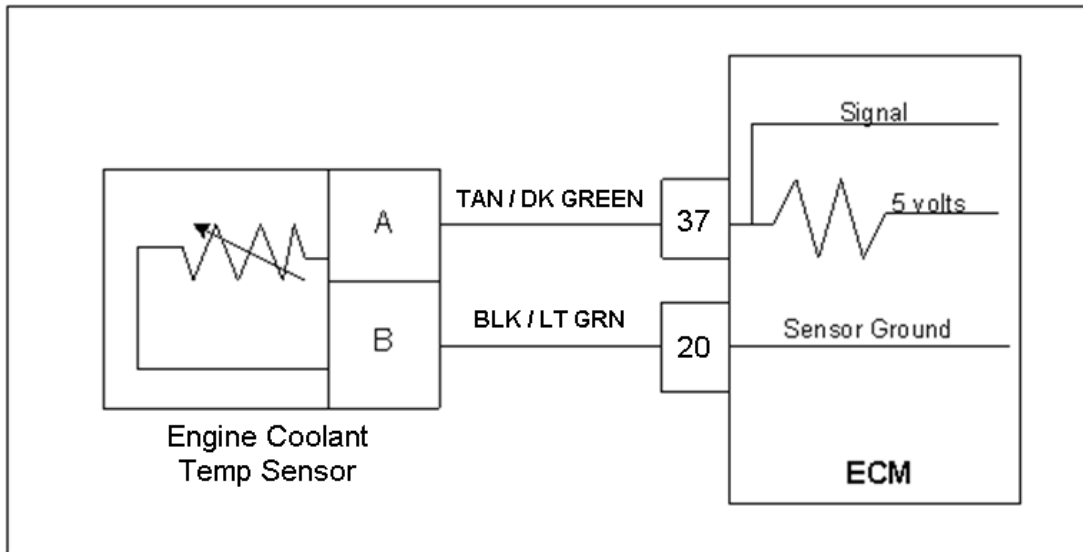 Signal
TAN / DK GREEN
A
37
5 volts
BLK / LT GRN
B
20
Sensor Ground
Engine Coolant
Temp Sensor
ECM